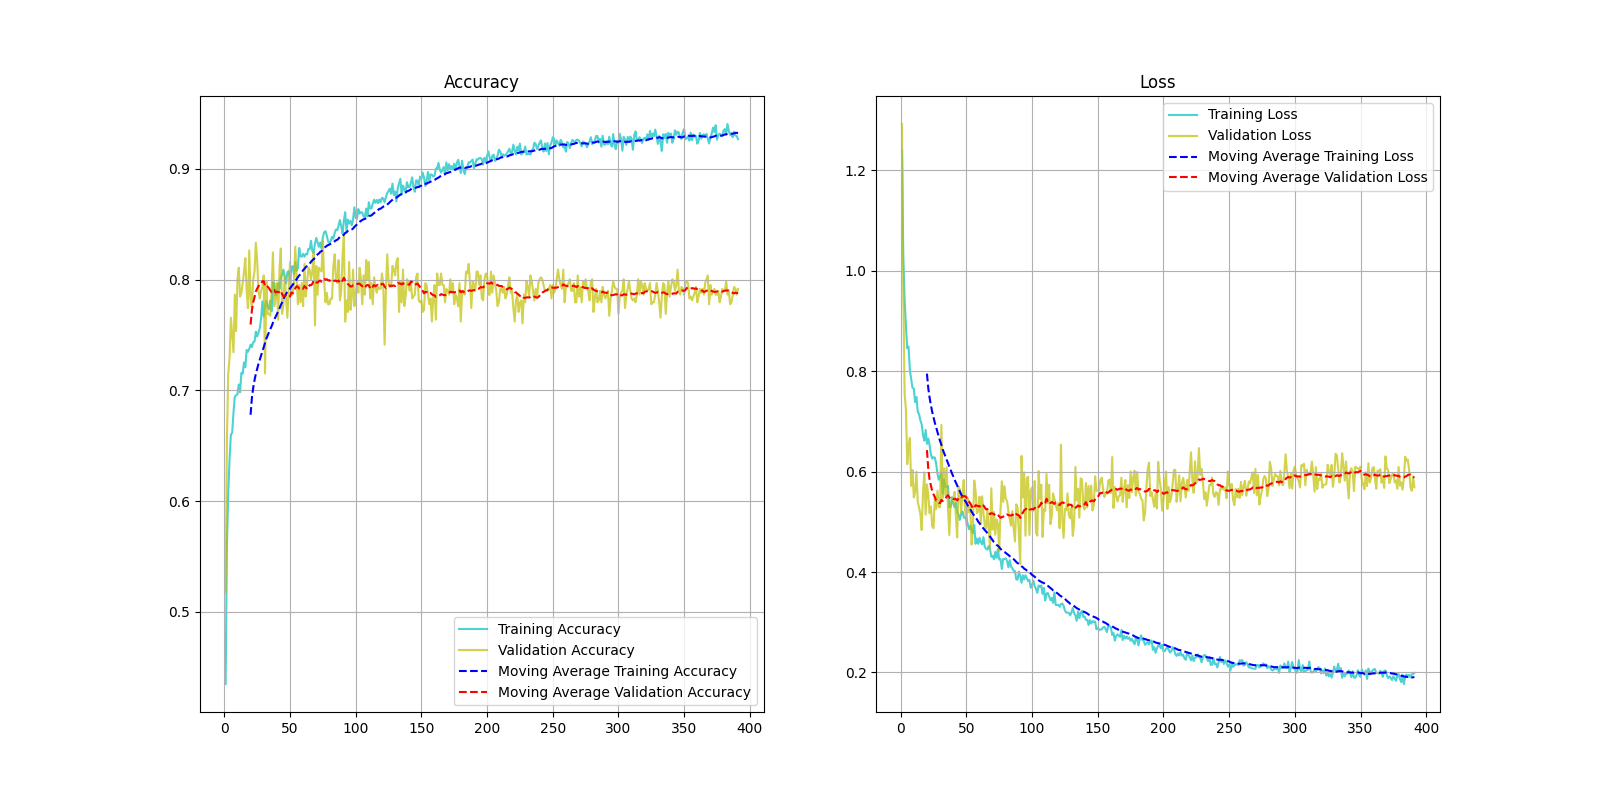 Accuracy
0.9
0.8
0.7
0.6
0.5
Training Accuracy
Validation Accuracy
Moving Average Training Accuracy
Moving Average Validation Accuracy
0 50 100 150 200 250 300 350 400
Loss
Training Loss
Validation Loss
Moving Average Training Loss
Moving Average Validation Loss
1.2
1.0
0.8
0.6
0.4
0.2
0 50 100 150 200 250 300 350 400